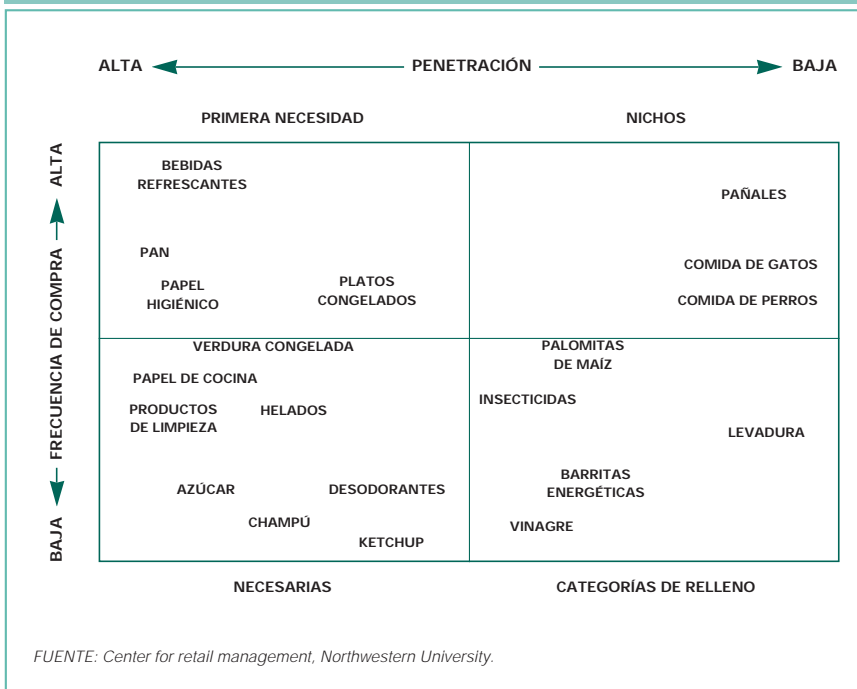 ALTA PENETRACIÓN BAJA
PRIMERA NECESIDAD NICHOS
ALTA
FRECUENCIA DE COMPRA
BAJA
BEBIDAS
REFRESCANTES
PAN
PAPEL
HIGIÉNICO
PLATOS
CONGELADOS
PAÑALES
COMIDA DE GATOS
COMIDA DE PERROS
VERDURA CONGELADA
PAPEL DE COCINA
PRODUCTOS
DE LIMPIEZA
HELADOS
AZÚCAR
DESODORANTES
CHAMPÚ
KETCHUP
PALOMITAS
DE MAÍZ
INSECTICIDAS
LEVADURA
BARRITAS
ENERGÉTICAS
VINAGRE
NECESARIAS CATEGORÍAS DE RELLENO
FUENTE: Center for retail management, Northwestern University.